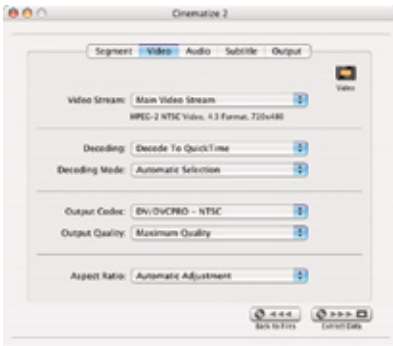 Cinematize 2
Segment Video Audio Subtitle Output
Video
Video Stream: Main Video Stream
MPEG-2 NTSC Video, 4:3 Format, 720x480
Decoding: Decode To QuickTime
Decoding Mode: Automatic Selection
Output Codec: DV/DVCPRO – NTSC
Output Quality: Maximum Quality
Aspect Ratio: Automatic Adjustment
Back to Files Extract Data